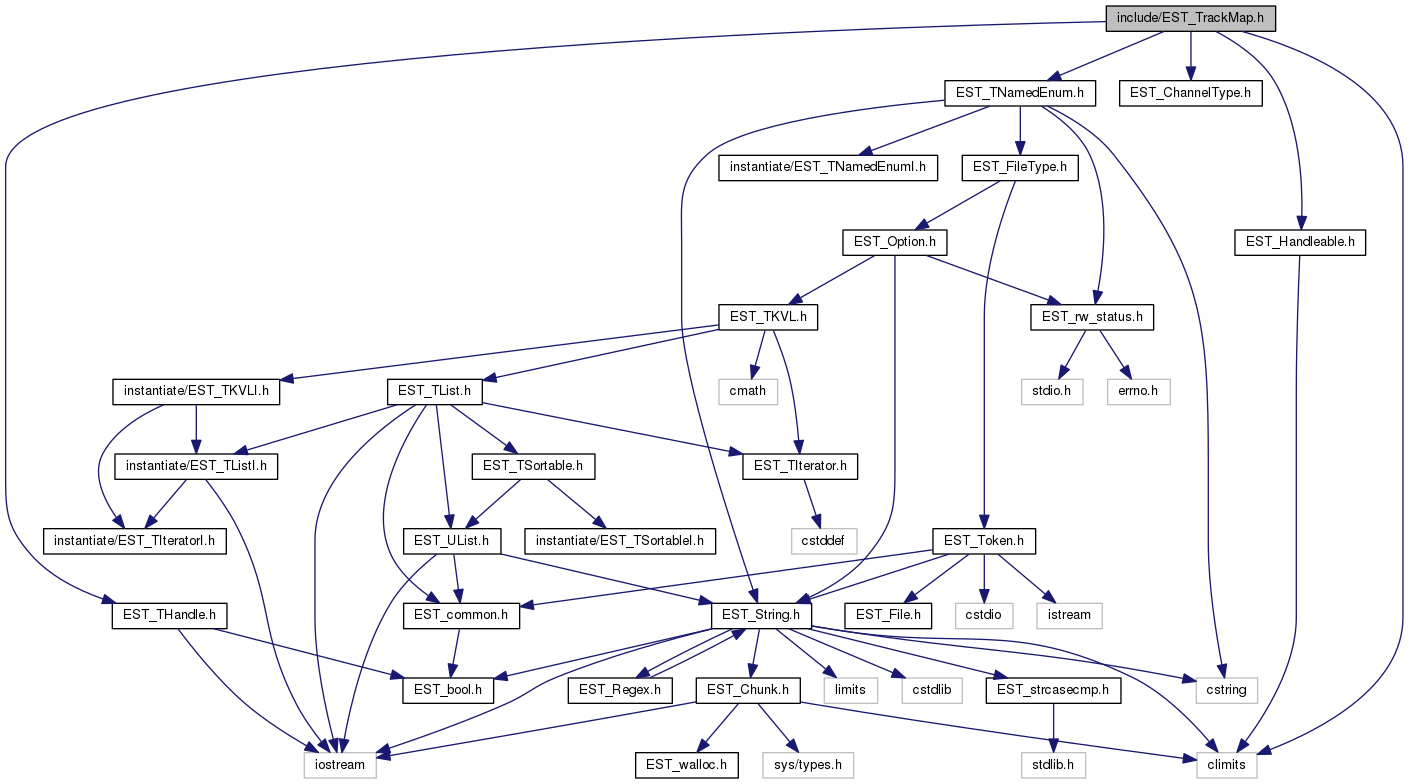 include/EST_TrackMap.h
EST_TNamedEnum.h
EST_ChannelType.h
instantiate/EST_TNamedEnumI.h
EST_FileType.h
EST_Option.h
EST_Handleable.h
EST_TKVL.h
EST_rw_status.h
instantiate/EST_TKVLI.h
EST_TList.h
cmath
stdio.h
errno.h
instantiate/EST_TListI.h
EST_TSortable.h
EST_TIterator.h
instantiate/EST_TIteratorI.h
EST_UList.h
instantiate/EST_TSortableI.h
cstddef
EST_Token.h
EST_THandle.h
EST_common.h
EST_String.h
EST_File.h
cstdio
istream
EST_bool.h
EST_Regex.h
EST_Chunk.h
limits
cstdlib
EST_strcasecmp.h
cstring
iostream
EST_walloc.h
sys/types.h
stdlib.h
climits